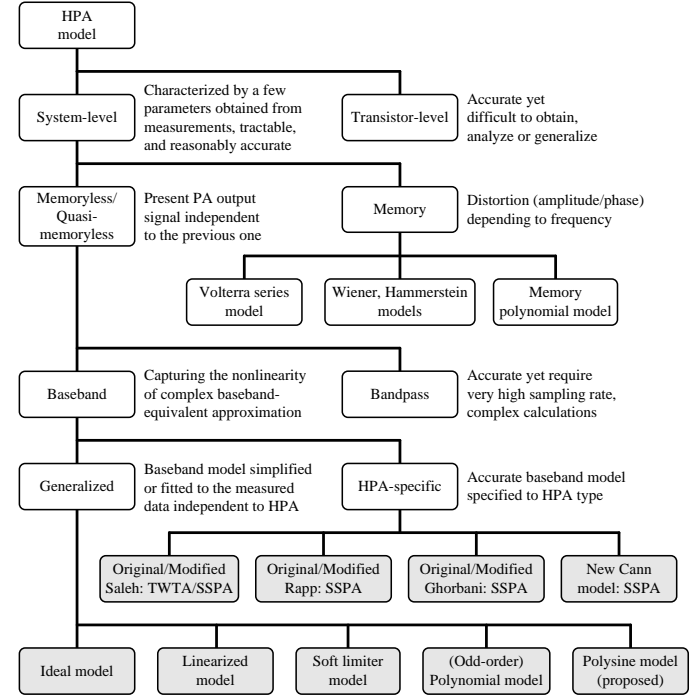 HPA
model
System-level
Characterized by a few
parameters obtained from
measurements, tractable,
and reasonably accurate
Transistor-level
Accurate yet
difficult to obtain,
analyze or generalize
Memoryless/
Quasi-
memoryless
Present PA output
signal independent
to the previous one
Memory
Distortion (amplitude/phase)
depending to frequency
Volterra series
model
Wiener, Hammerstein
models
Memory
polynomial model
Baseband
Capturing the nonlinearity
of complex baseband-
equivalent approximation
Bandpass
Accurate yet require
very high sampling rate,
complex calculations
Generalized
Baseband model simplified
or fitted to the measured
data independent to HPA
HPA-specific
Accurate baseband model
specified to HPA type
Original/Modified
Saleh: TWTA/SSPA
Original/Modified
Rapp: SSPA
Original/Modified
Ghorbani: SSPA
New Cann
model: SSPA
Ideal model
Linearized
model
Soft limiter
model
(Odd-order)
Polynomial model
Polysine model
(proposed)